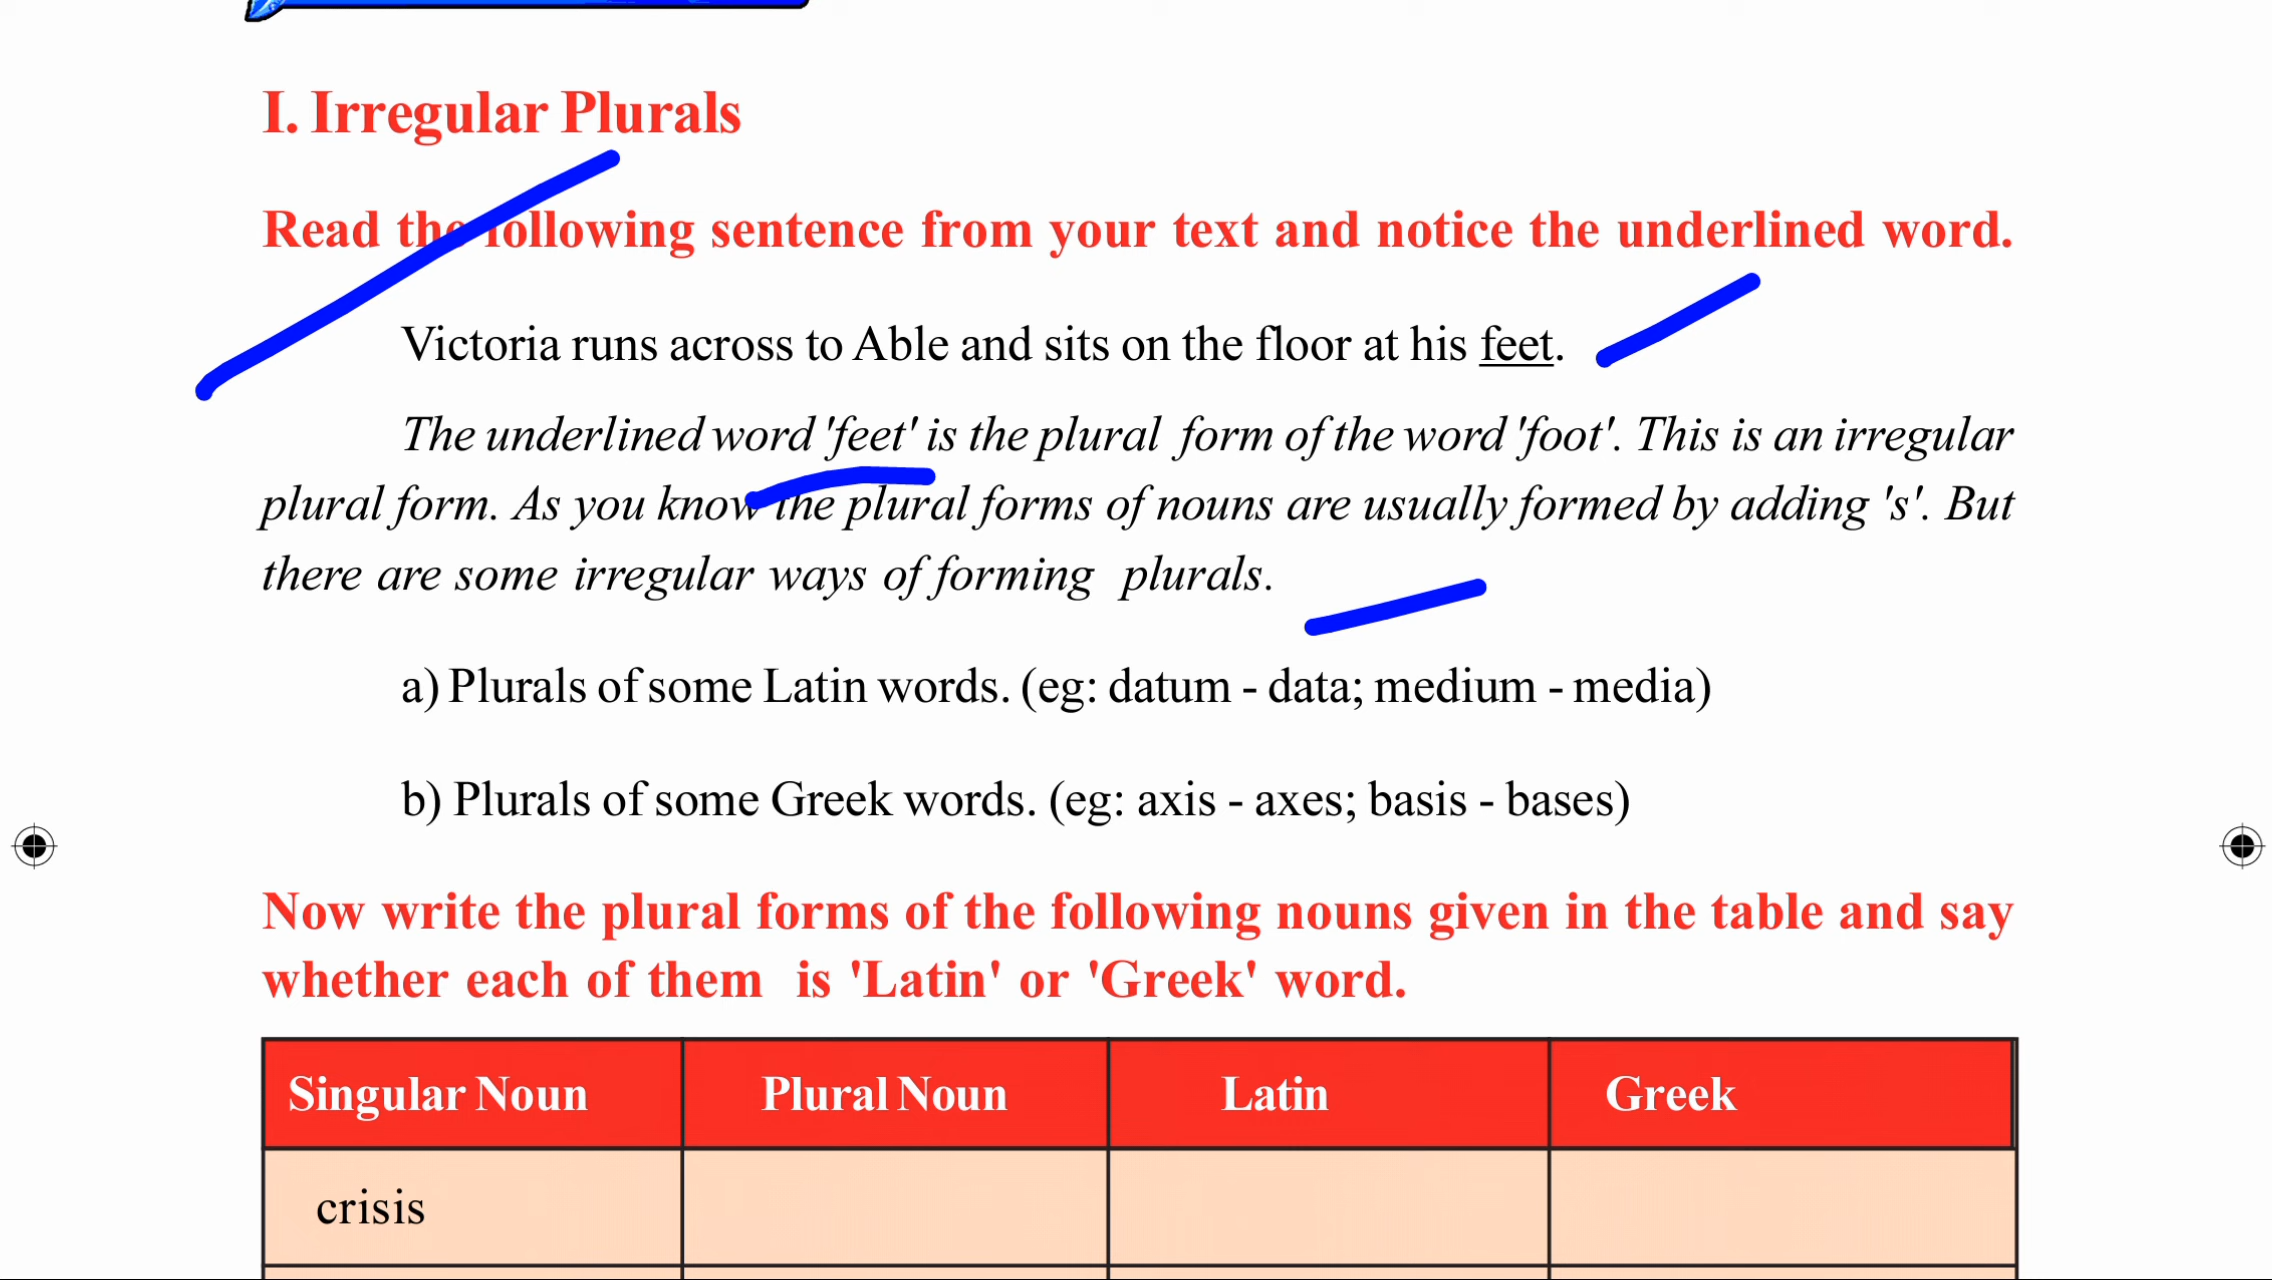 I. Irregular Plurals
Read the following sentence from your text and notice the underlined word.
Victoria runs across to Able and sits on the floor at his feet.
The underlined word 'feet' is the plural form of the word 'foot'. This is an irregular
plural form. As you know the plural forms of nouns are usually formed by adding 's'. But
there are some irregular ways of forming plurals.
a) Plurals of some Latin words. (eg: datum - data; medium - media)
b) Plurals of some Greek words. (eg: axis - axes; basis - bases)
Now write the plural forms of the following nouns given in the table and say
whether each of them is 'Latin' or 'Greek' word.
Singular Noun Plural Noun Latin Greek
crisis